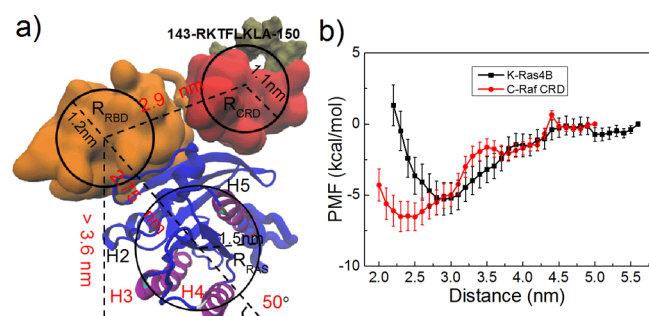 a)
143-RKTFLKLA-150
1.1nm
R_CRD
2.9 nm
R_RBD
1.2nm
H5
1.5nm
R_RAS
> 3.6 nm
H2
H3
H4
50°
b)
K-Ras4B
C-Raf CRD
PMF (kcal/mol)
0
-5
-10
2.0 2.5 3.0 3.5 4.0 4.5 5.0 5.5
Distance (nm)